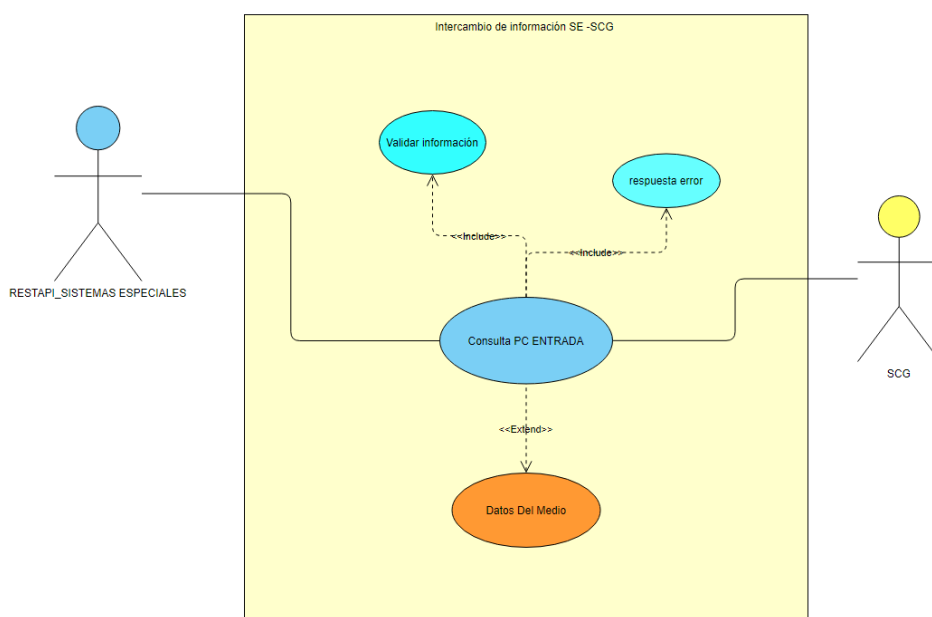 Intercambio de información SE -SCG
Validar información
respuesta error
<<Include>>
<<Include>>
RESTAPI_SISTEMAS ESPECIALES
Consulta PC ENTRADA
SCG
<<Extend>>
Datos Del Medio